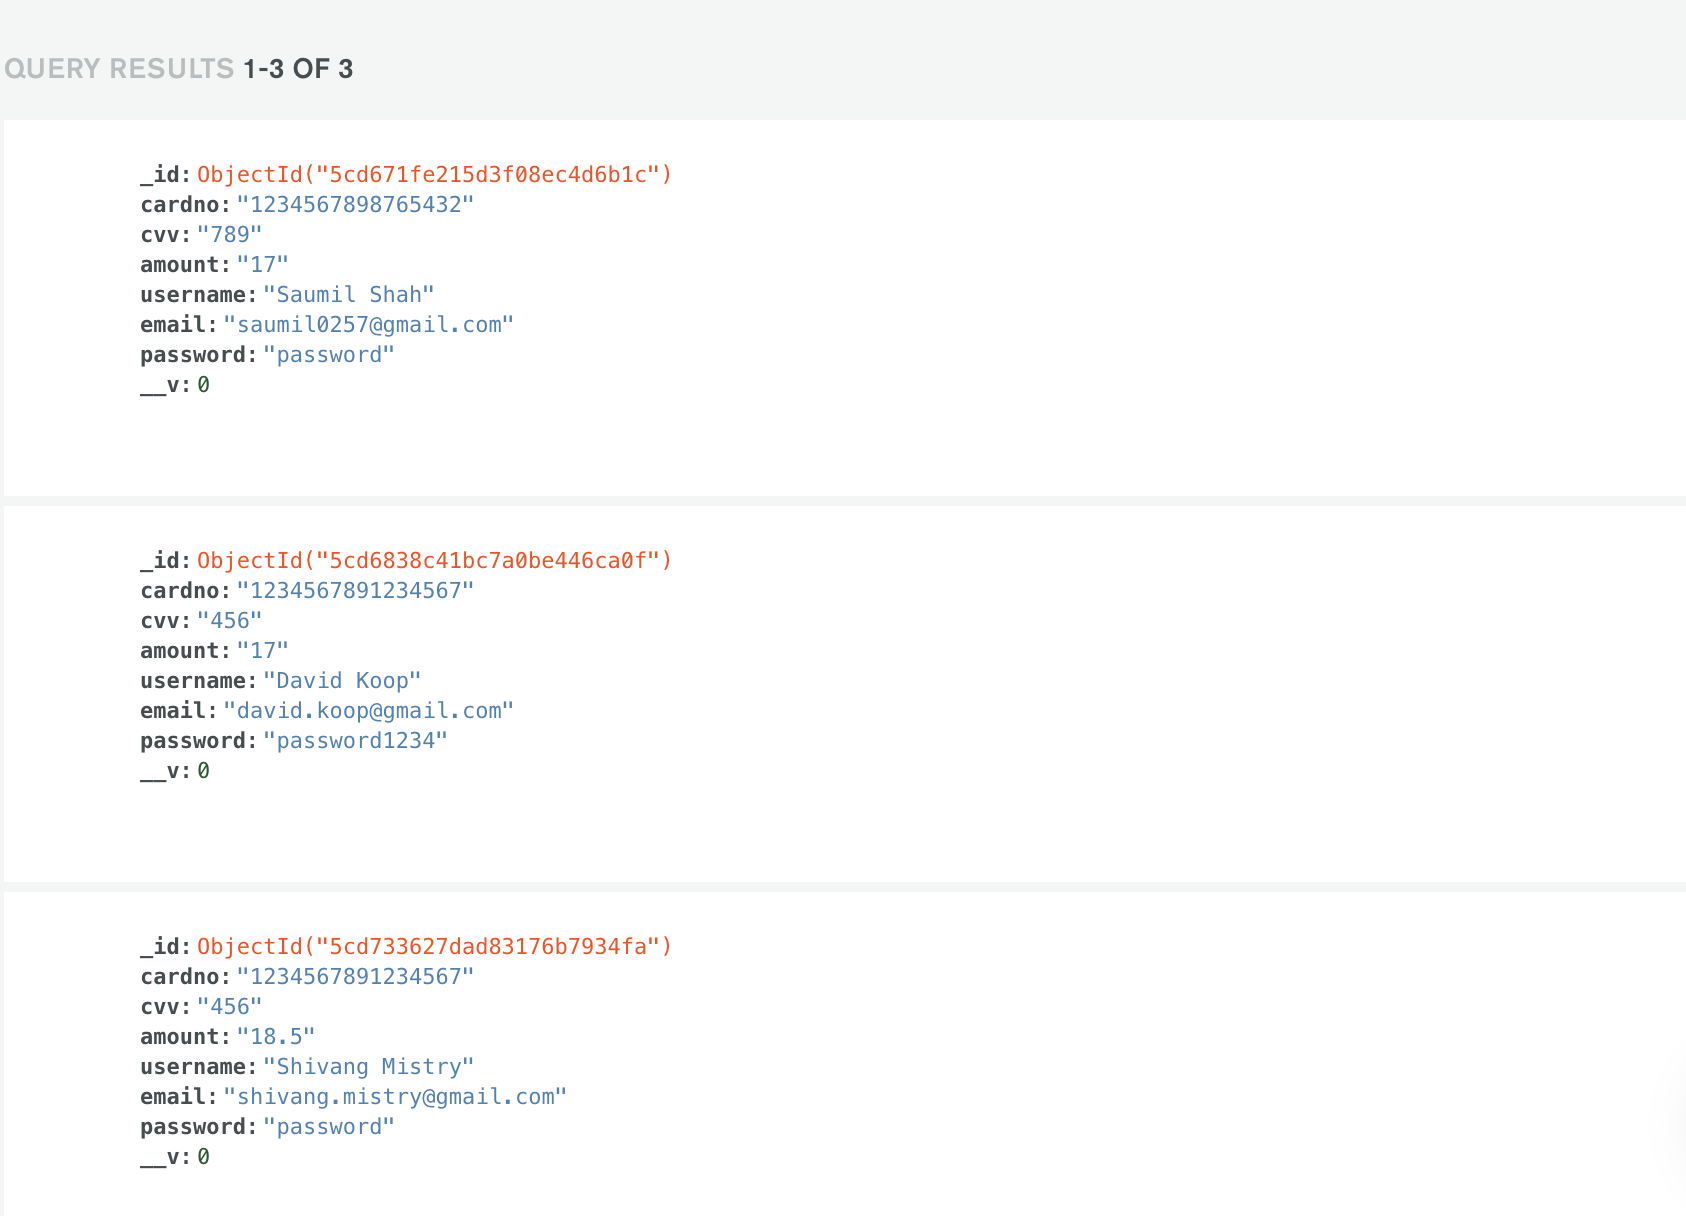 QUERY RESULTS 1-3 OF 3
_id: ObjectId("5cd671fe215d3f08ec4d6b1c")
cardno: "1234567898765432"
cvv: "789"
amount: "17"
username: "Saumil Shah"
email: "saumil0257@gmail.com"
password: "password"
__v: 0
_id: ObjectId("5cd6838c41bc7a0be446ca0f")
cardno: "1234567891234567"
cvv: "456"
amount: "17"
username: "David Koop"
email: "david.koop@gmail.com"
password: "password1234"
__v: 0
_id: ObjectId("5cd733627dad83176b7934fa")
cardno: "1234567891234567"
cvv: "456"
amount: "18.5"
username: "Shivang Mistry"
email: "shivang.mistry@gmail.com"
password: "password"
__v: 0